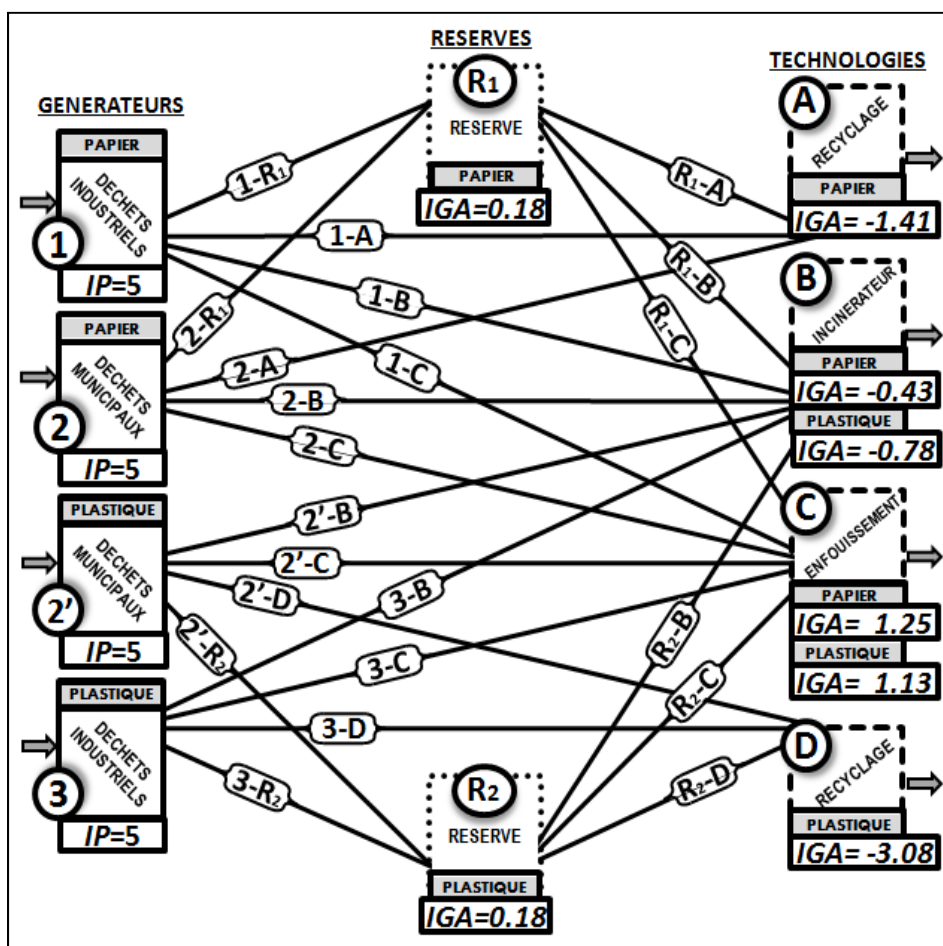 RESERVES
TECHNOLOGIES
GENERATEURS
R1
RESERVE
PAPIER
IGA=0.18
A
RECYCLAGE
PAPIER
IGA= -1.41
PAPIER
DECHETS
INDUSTRIELS
1
IP=5
1-R1
R1-A
1-A
B
INCINERATEUR
PAPIER
IGA= -0.43
PLASTIQUE
IGA= -0.78
R1-B
1-B
R1-C
2-R1
PAPIER
DECHETS
MUNICIPAUX
2
IP=5
2-A
1-C
2-B
2-C
C
ENFOUISSEMENT
PAPIER
IGA= 1.25
PLASTIQUE
IGA= 1.13
PLASTIQUE
DECHETS
MUNICIPAUX
2'
IP=5
2'-B
2'-C
2'-D
3-B
2'-R2
R2-B
3-C
R2-C
PLASTIQUE
DECHETS
INDUSTRIELS
3
IP=5
3-D
3-R2
R2-D
D
RECYCLAGE
PLASTIQUE
IGA= -3.08
R2
RESERVE
PLASTIQUE
IGA=0.18